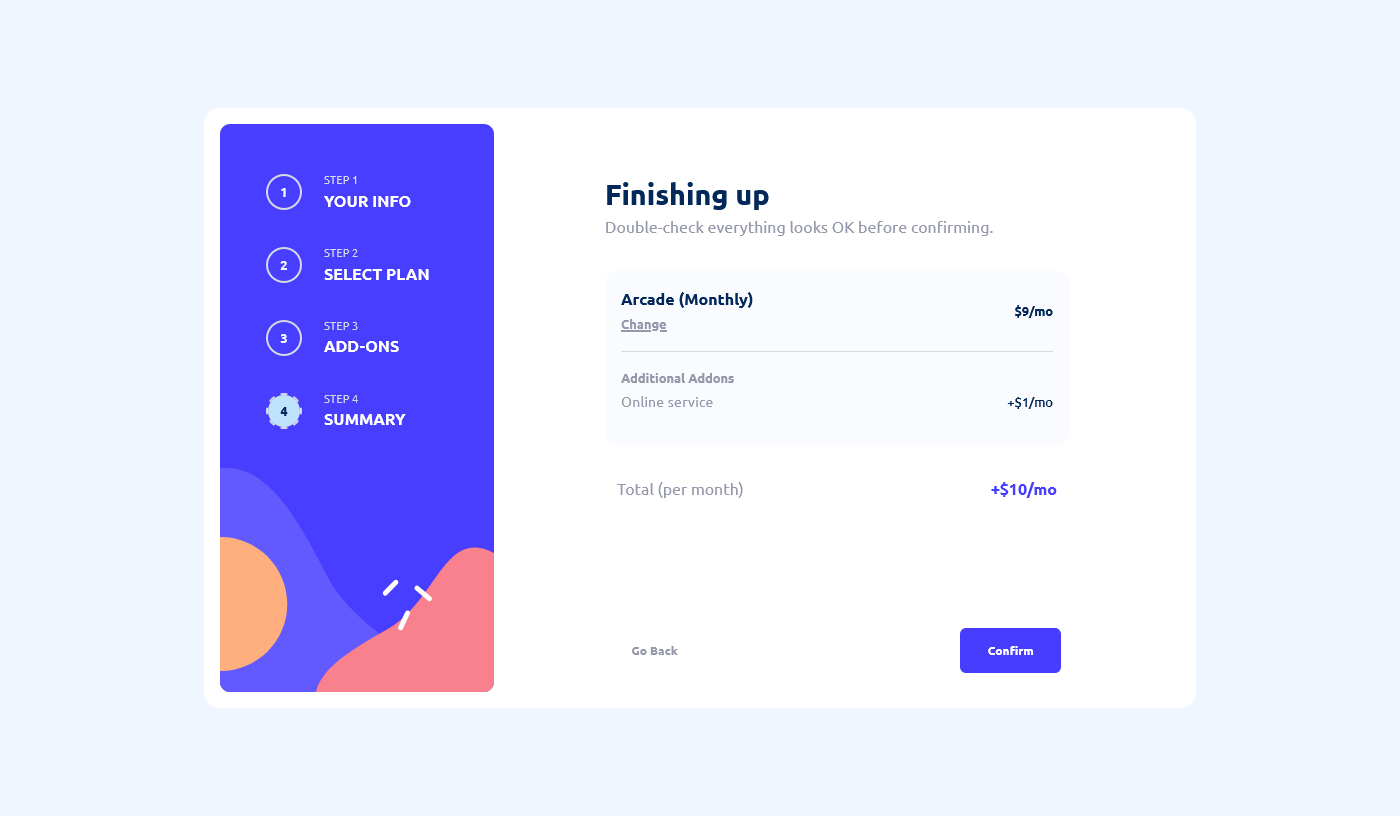 1
STEP 1
YOUR INFO
2
STEP 2
SELECT PLAN
3
STEP 3
ADD-ONS
4
STEP 4
SUMMARY
Finishing up
Double-check everything looks OK before confirming.
Arcade (Monthly)
Change
$9/mo
Additional Addons
Online service +$1/mo
Total (per month) +$10/mo
Go Back Confirm